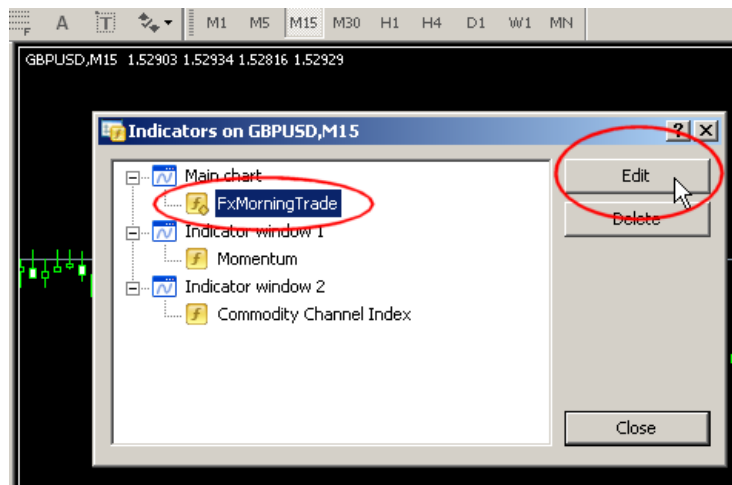 F A T M1 M5 M15 M30 H1 H4 D1 W1 MN
GBPUSD,M15 1.52903 1.52934 1.52816 1.52929
Indicators on GBPUSD,M15
Main chart
Edit
FxMorningTrade
Delete
Indicator window 1
Momentum
Indicator window 2
Commodity Channel Index
Close